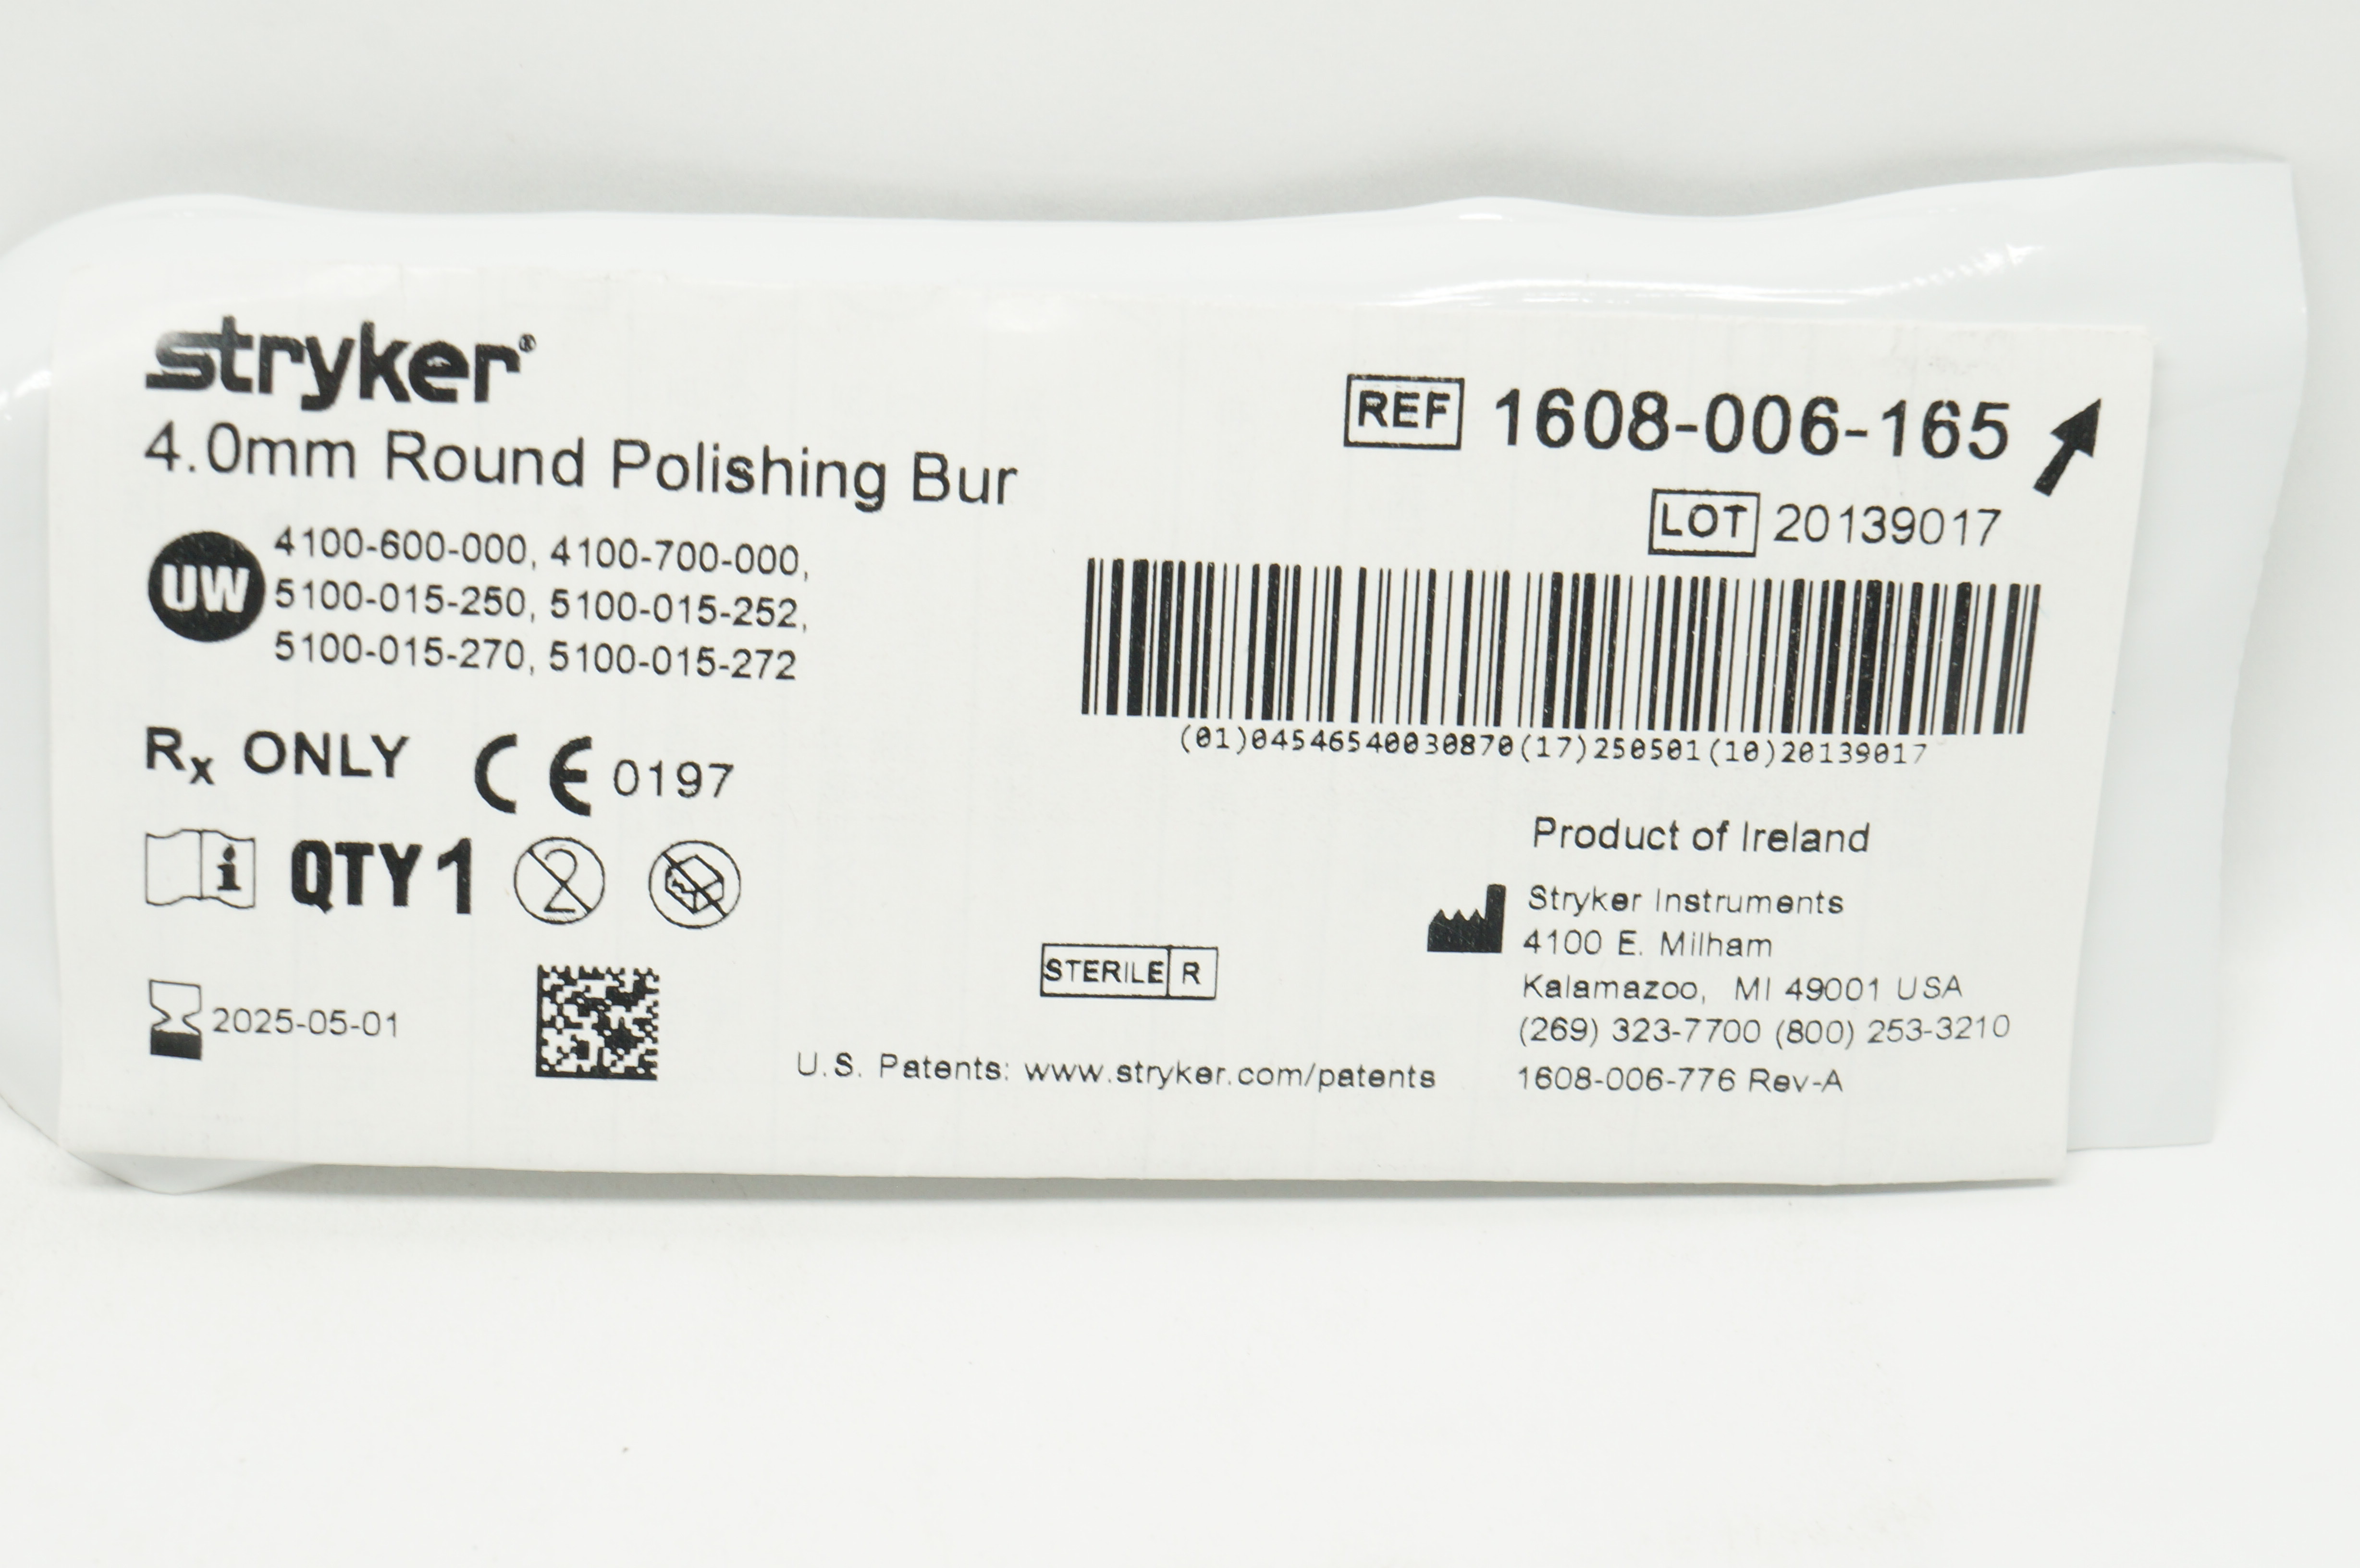 stryker®
4.0mm Round Polishing Bur
UW
4100-600-000, 4100-700-000,
5100-015-250, 5100-015-252,
5100-015-270, 5100-015-272
Rx ONLY CE 0197
i QTY 1 2
2025-05-01
REF 1608-006-165
LOT 20139017
(01)04546540030870(17)250501(10)20139017
Product of Ireland
Stryker Instruments
4100 E. Milham
Kalamazoo, MI 49001 USA
(269) 323-7700 (800) 253-3210
1608-006-776 Rev-A
STERILE R
U.S. Patents: www.stryker.com/patents